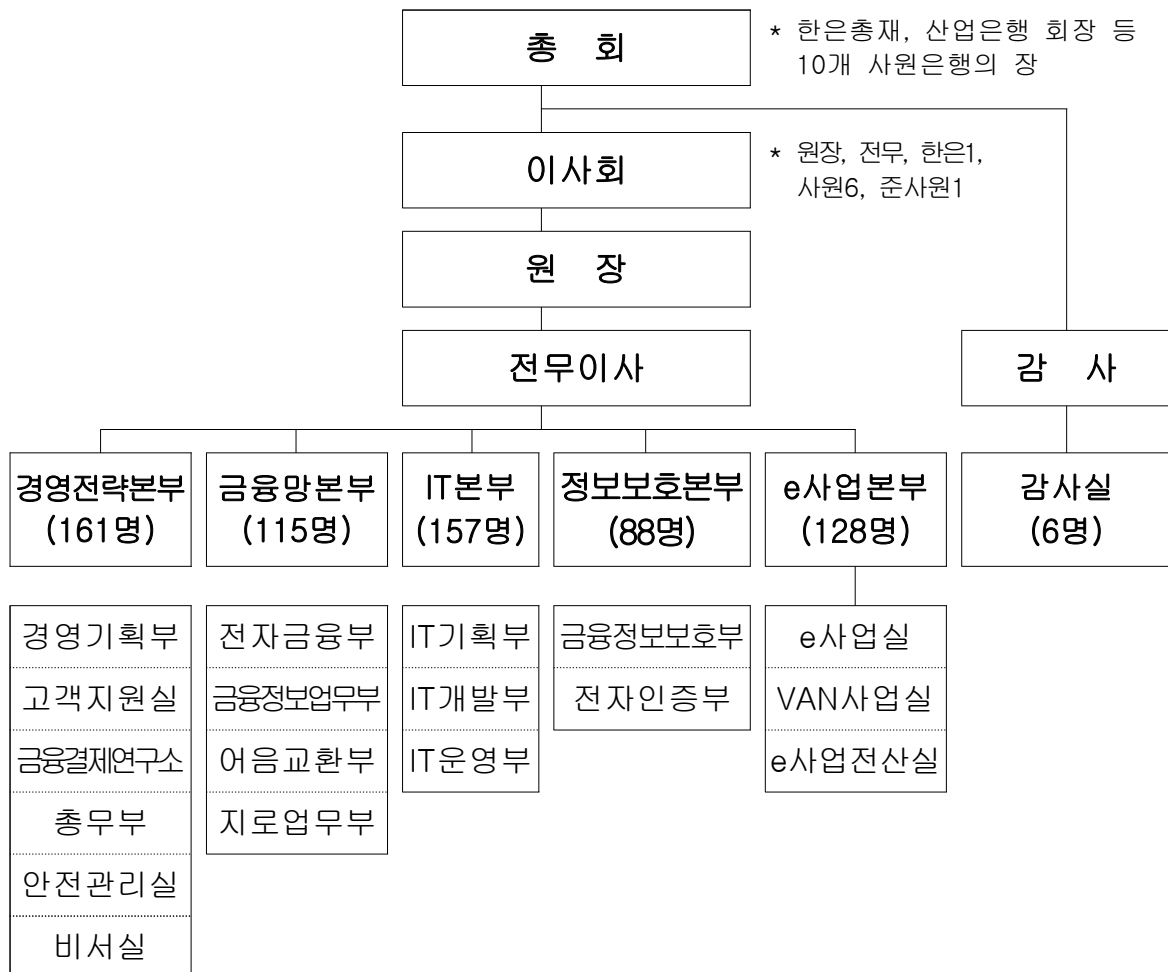 총 회
* 한은총재, 산업은행 회장 등
10개 사원은행의 장
이사회
* 원장, 전무, 한은1,
사원6, 준사원1
원 장
전무이사
감 사
경영전략본부
(161명)
금융망본부
(115명)
IT본부
(157명)
정보보호본부
(88명)
e사업본부
(128명)
감사실
(6명)
경영기획부
고객지원실
금융결제연구소
총무부
안전관리실
비서실
전자금융부
금융정보업무부
어음교환부
지로업무부
IT기획부
IT개발부
IT운영부
금융정보보호부
전자인증부
e사업실
VAN사업실
e사업전산실